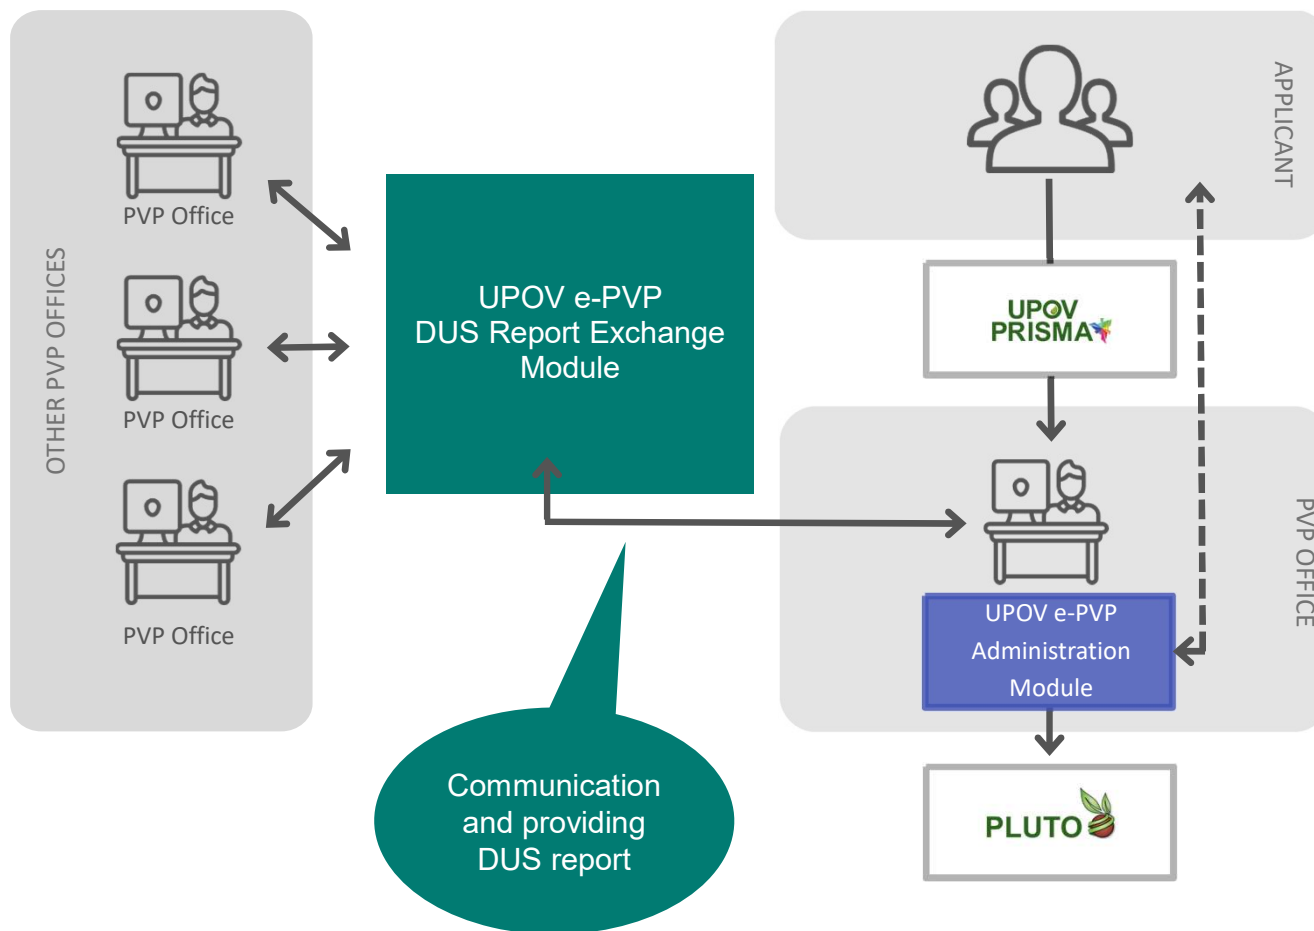 OTHER PVP OFFICES
PVP Office
PVP Office
PVP Office
UPOV e-PVP
DUS Report Exchange
Module
Communication
and providing
DUS report
APPLICANT
UPOV
PRISMA
PVP OFFICE
UPOV e-PVP
Administration
Module
PLUTO